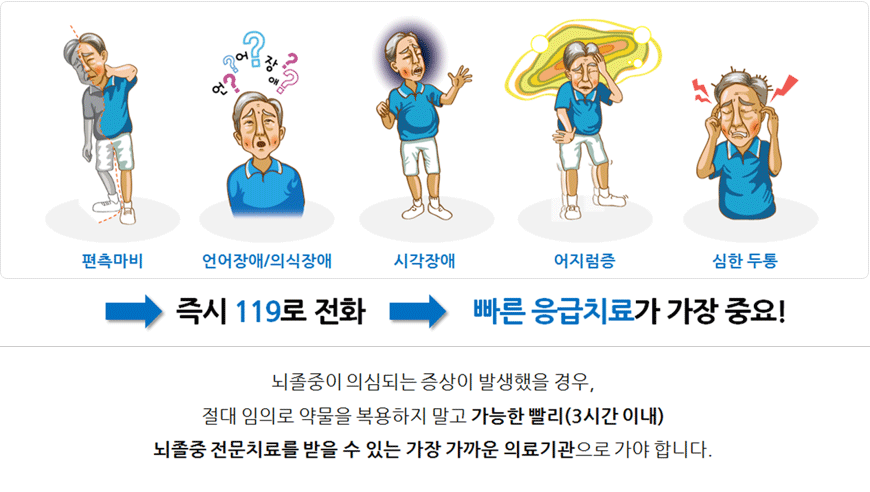 언어장애
편측마비
언어장애/의식장애
시각장애
어지럼증
심한 두통
즉시 119로 전화
빠른 응급치료가 가장 중요!
뇌졸중이 의심되는 증상이 발생했을 경우,
절대 임의로 약물을 복용하지 말고 가능한 빨리(3시간 이내)
뇌졸중 전문치료를 받을 수 있는 가장 가까운 의료기관으로 가야 합니다.